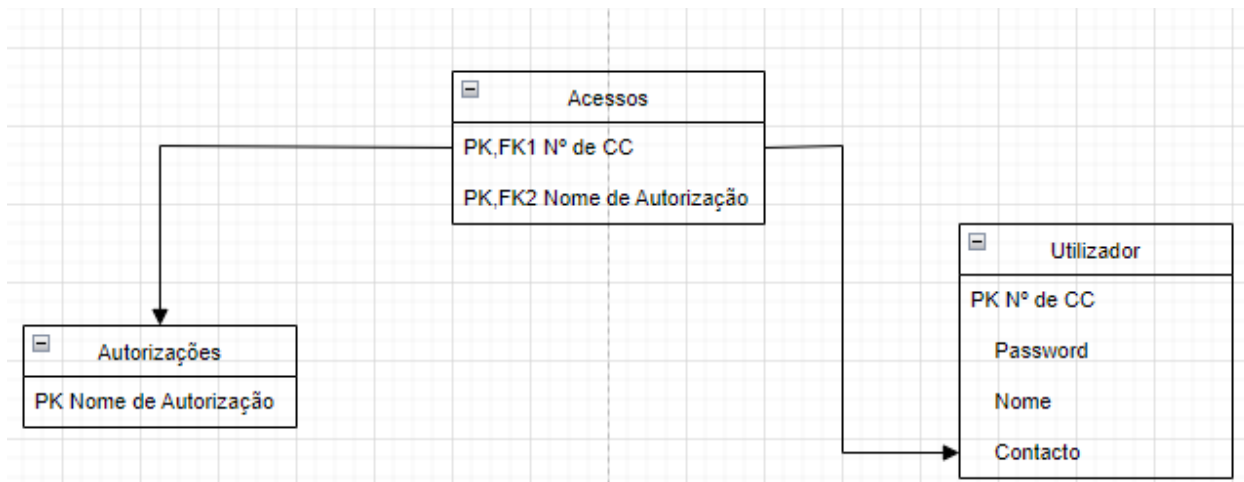 Acessos
PK,FK1 Nº de CC
PK,FK2 Nome de Autorização
Autorizações
PK Nome de Autorização
Utilizador
PK Nº de CC
Password
Nome
Contacto